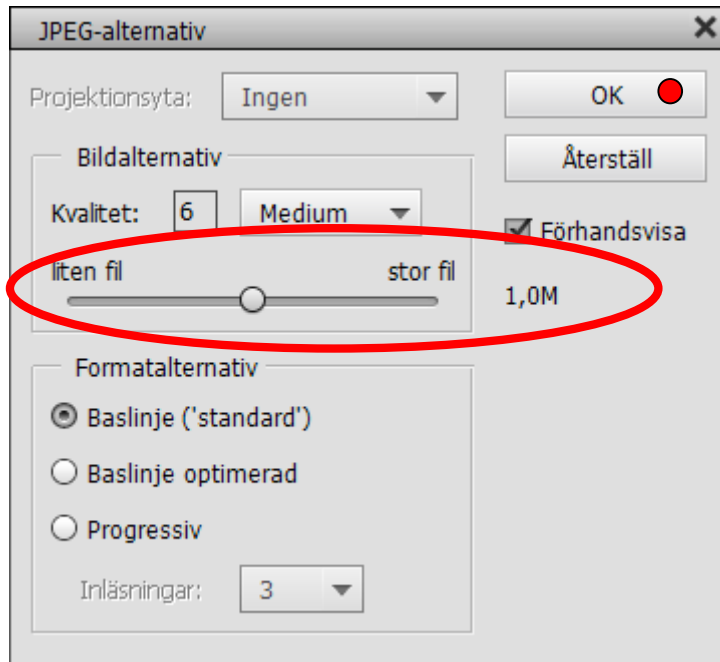 JPEG-alternativ
Projektionsyta: Ingen
OK
Återställ
Bildalternativ
Kvalitet: 6 Medium
Förhandsvisa
liten fil stor fil
1,0M
Formatalternativ
Baslinje ('standard')
Baslinje optimerad
Progressiv
Inläsningar: 3